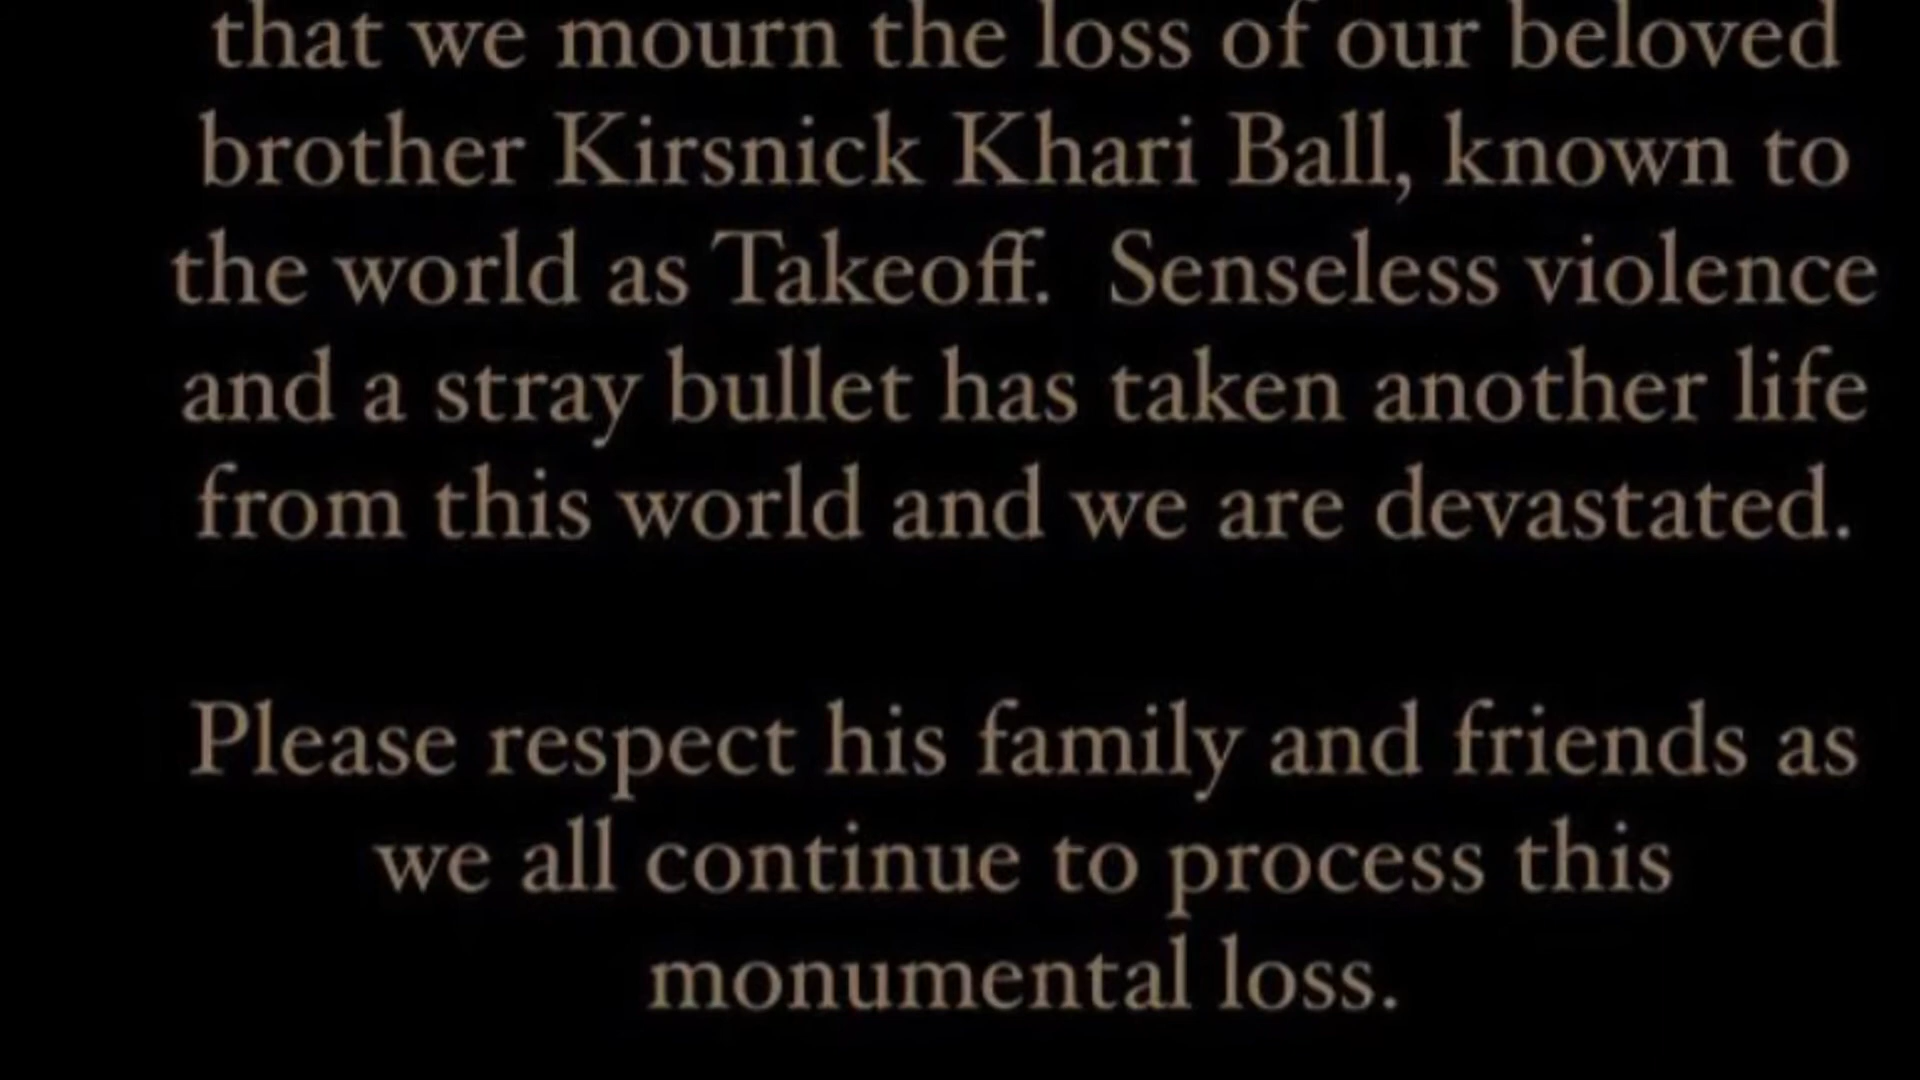 that we mourn the loss of our beloved
brother Kirsnick Khari Ball, known to
the world as Takeoff.  Senseless violence
and a stray bullet has taken another life
from this world and we are devastated.
Please respect his family and friends as
we all continue to process this
monumental loss.